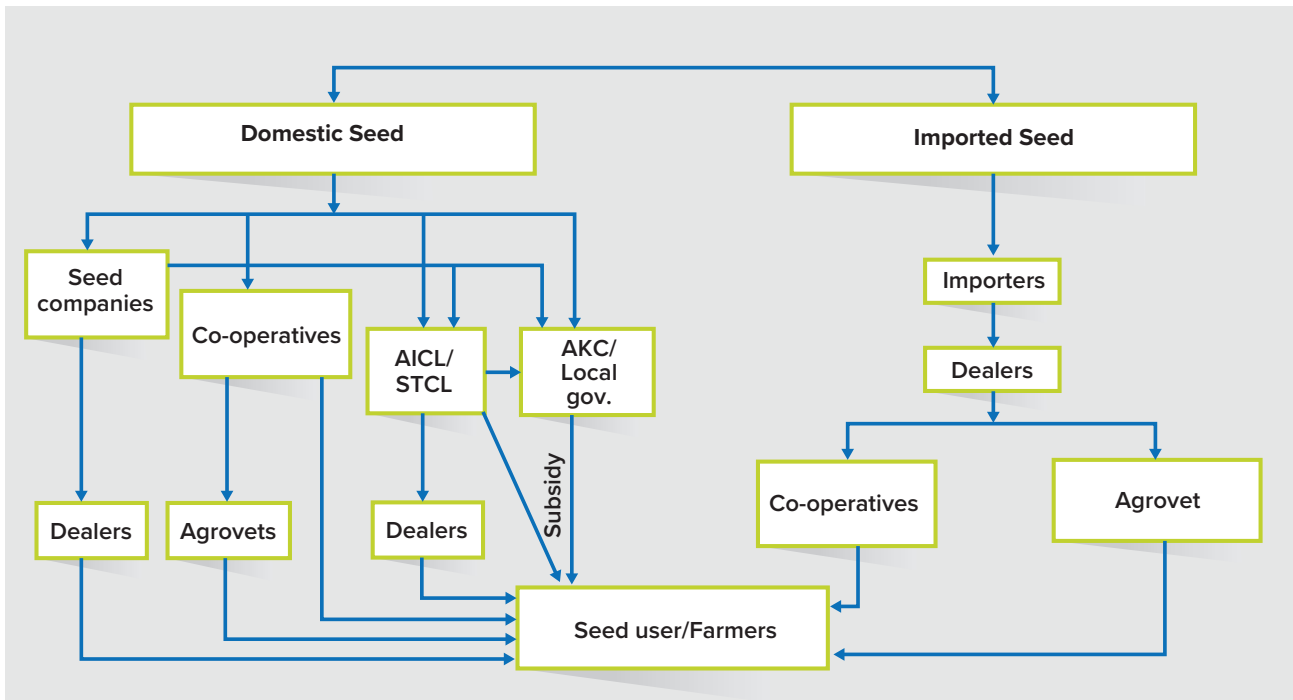 Domestic Seed
Imported Seed
Seed
companies
Co-operatives
AICL/
STCL
AKC/
Local
gov.
Importers
Dealers
Subsidy
Co-operatives
Agrovet
Dealers
Agrovets
Dealers
Seed user/Farmers